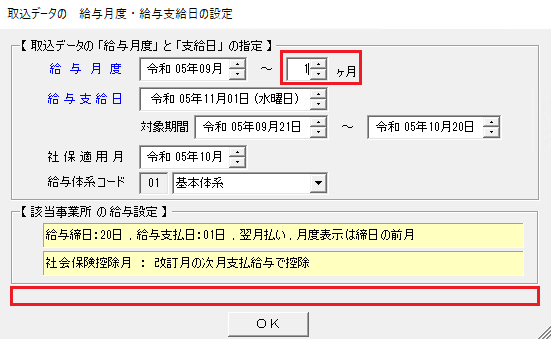 取込データの　給与月度・給与支給日の設定
【 取込データの「給与月度」と「支給日」の指定 】
給 与 月 度 令和 05年09月 ～ 1 ヶ月
給与支給日 令和 05年11月01日 (水曜日)
対象期間 令和 05年09月21日 ～ 令和 05年10月20日
社保適用月 令和 05年10月
給与体系コード 01 基本体系
【 該当事業所 の 給与設定 】
給与締日：20日 , 給与支払日：01日 , 翌月払い , 月度表示は締日の前月
社会保険控除月 ： 改訂月の次月支払給与で控除
ＯＫ